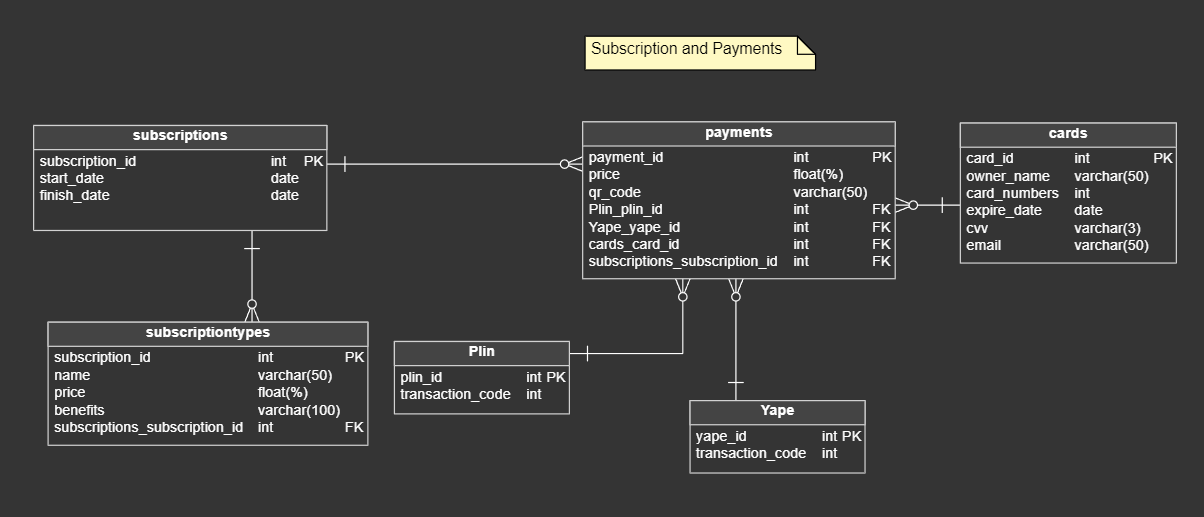 Subscription and Payments
subscriptions
subscription_id int PK
start_date date
finish_date date
payments
payment_id int PK
price float(%)
qr_code varchar(50)
Plin_plin_id int FK
Yape_yape_id int FK
cards_card_id int FK
subscriptions_subscription_id int FK
cards
card_id int PK
owner_name varchar(50)
card_numbers int
expire_date date
cvv varchar(3)
email varchar(50)
subscriptiontypes
subscription_id int PK
name varchar(50)
price float(%)
benefits varchar(100)
subscriptions_subscription_id int FK
Plin
plin_id int PK
transaction_code int
Yape
yape_id int PK
transaction_code int